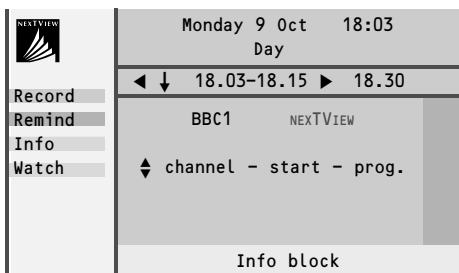 NEXTVIEW
Monday 9 Oct 18:03
Day
◀ ↓ 18.03-18.15 ▶ 18.30
Record
Remind
Info
Watch
BBC1 NEXTVIEW
channel - start - prog.
Info block